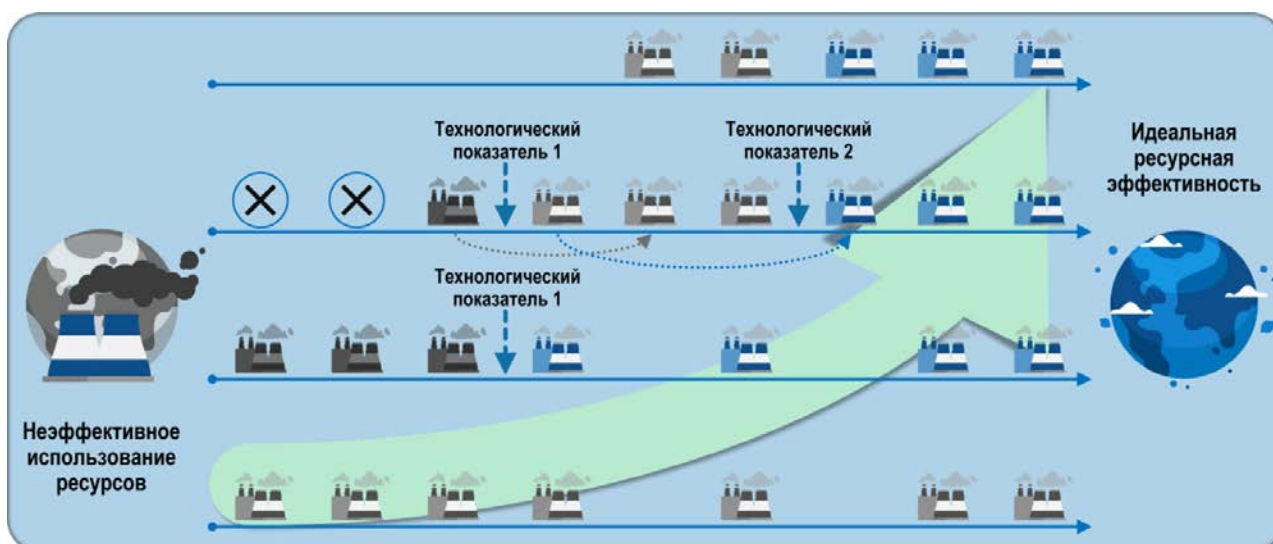 Технологический
показатель 1
Технологический
показатель 2
Идеальная
ресурсная
эффективность
Технологический
показатель 1
Неэффективное
использование
ресурсов